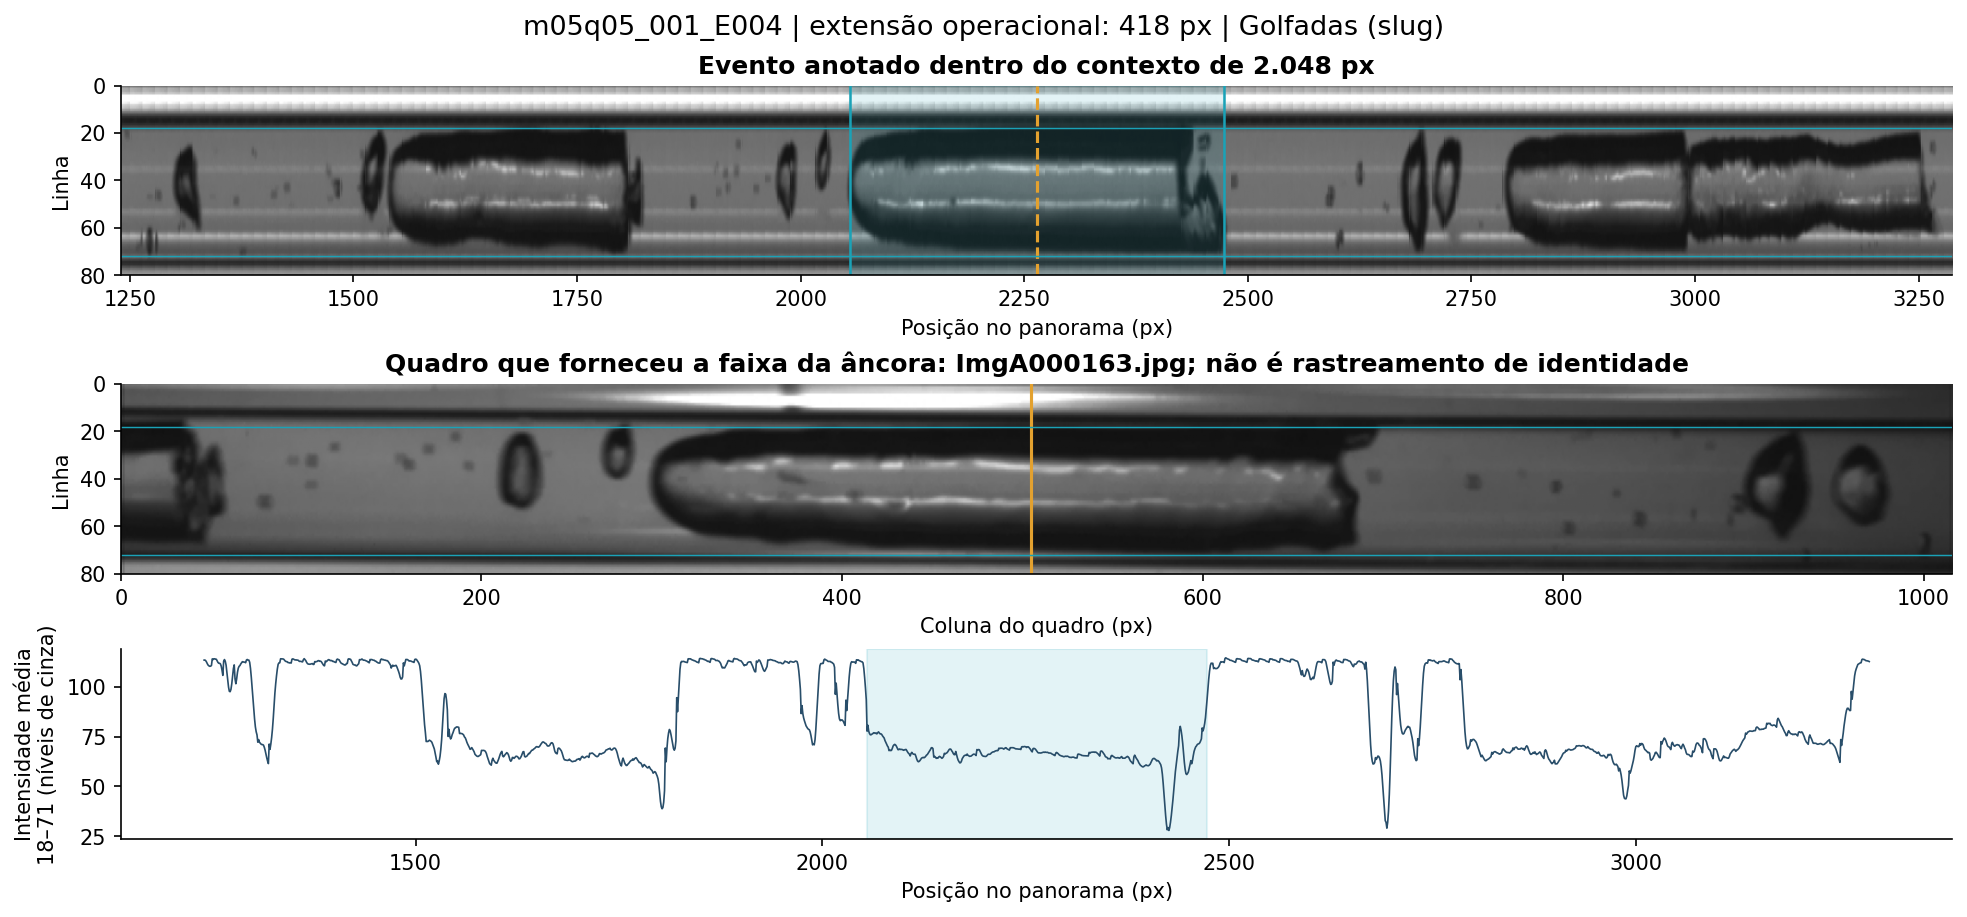 m05q05_001_E004 | extensão operacional: 418 px | Golfadas (slug)
Evento anotado dentro do contexto de 2.048 px
0
20
40
60
80
Linha
1250 1500 1750 2000 2250 2500 2750 3000 3250
Posição no panorama (px)
Quadro que forneceu a faixa da âncora: ImgA000163.jpg; não é rastreamento de identidade
0
20
40
60
80
Linha
0 200 400 600 800 1000
Coluna do quadro (px)
Intensidade média
18–71 (níveis de cinza)
100
75
50
25
1500 2000 2500 3000
Posição no panorama (px)